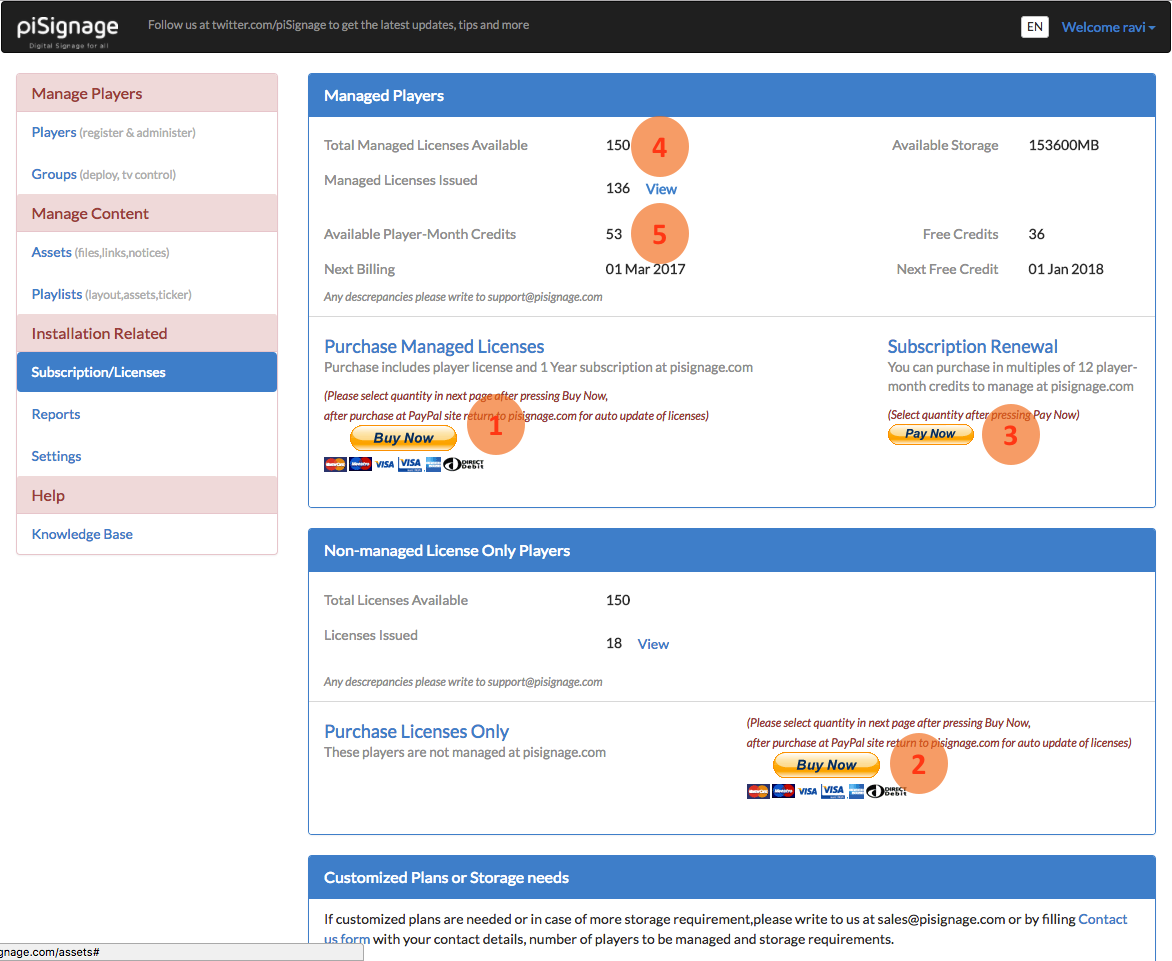 piSignage
Digital Signage for all
Follow us at twitter.com/piSignage to get the latest updates, tips and more
EN
Welcome ravi
Manage Players
Players (register & administer)
Groups (deploy, tv control)
Manage Content
Assets (files,links,notices)
Playlists (layout,assets,ticker)
Installation Related
Subscription/Licenses
Reports
Settings
Help
Knowledge Base
Managed Players
Total Managed Licenses Available 150 4 Available Storage 153600MB
Managed Licenses Issued 136 View
Available Player-Month Credits 53 5 Free Credits 36
Next Billing 01 Mar 2017 Next Free Credit 01 Jan 2018
Any descrepancies please write to support@pisignage.com
Purchase Managed Licenses
Purchase includes player license and 1 Year subscription at pisignage.com
(Please select quantity in next page after pressing Buy Now,
after purchase at PayPal site return to pisignage.com for auto update of licenses)
Buy Now 1
MasterCard Maestro VISA VISA DIRECT Debit
Subscription Renewal
You can purchase in multiples of 12 player-
month credits to manage at pisignage.com
(Select quantity after pressing Pay Now)
Pay Now 3
Non-managed License Only Players
Total Licenses Available 150
Licenses Issued 18 View
Any descrepancies please write to support@pisignage.com
Purchase Licenses Only
These players are not managed at pisignage.com
(Please select quantity in next page after pressing Buy Now,
after purchase at PayPal site return to pisignage.com for auto update of licenses)
Buy Now 2
MasterCard Maestro VISA VISA DIRECT Debit
Customized Plans or Storage needs
If customized plans are needed or in case of more storage requirement,please write to us at sales@pisignage.com or by filling Contact
us form with your contact details, number of players to be managed and storage requirements.
gnage.com/assets#